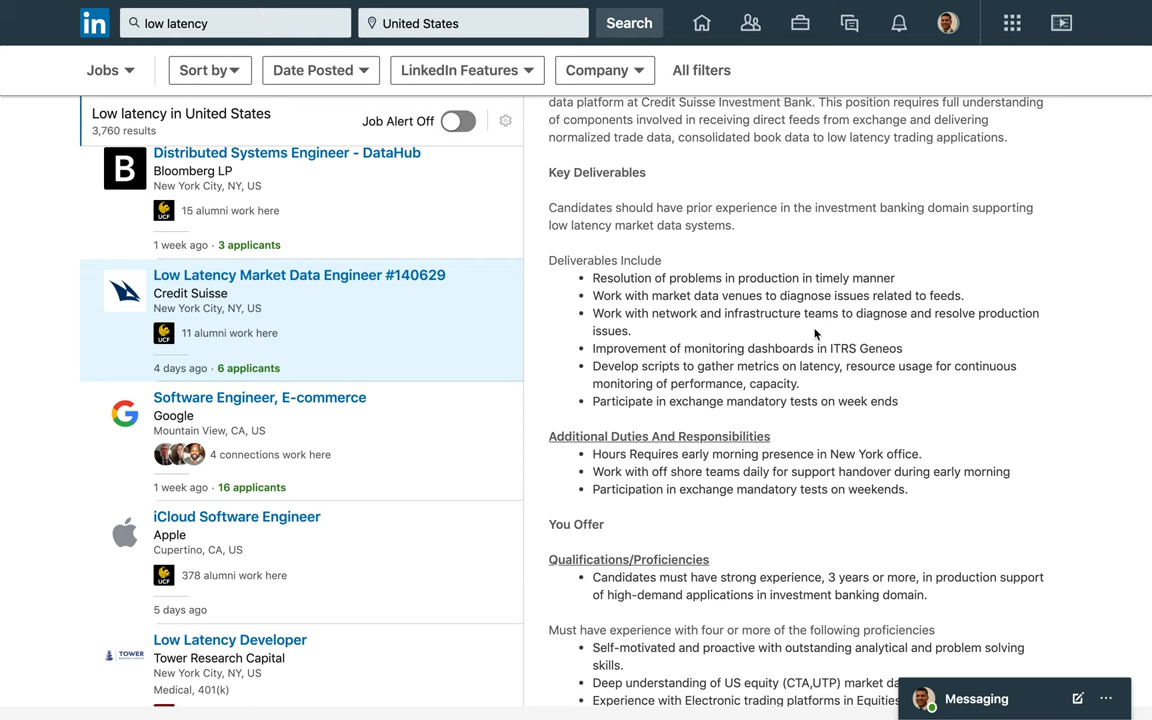 in
low latency
United States
Search
Jobs
Sort by
Date Posted
LinkedIn Features
Company
All filters
Low latency in United States
3,760 results
Job Alert Off
B
Distributed Systems Engineer - DataHub
Bloomberg LP
New York City, NY, US
UCF
15 alumni work here
1 week ago · 3 applicants
Low Latency Market Data Engineer #140629
Credit Suisse
New York City, NY, US
UCF
11 alumni work here
4 days ago · 6 applicants
Software Engineer, E-commerce
Google
Mountain View, CA, US
4 connections work here
1 week ago · 16 applicants
iCloud Software Engineer
Apple
Cupertino, CA, US
UCF
378 alumni work here
5 days ago
TOWER
Low Latency Developer
Tower Research Capital
New York City, NY, US
Medical, 401(k)
data platform at Credit Suisse Investment Bank. This position requires full understanding
of components involved in receiving direct feeds from exchange and delivering
normalized trade data, consolidated book data to low latency trading applications.
Key Deliverables
Candidates should have prior experience in the investment banking domain supporting
low latency market data systems.
Deliverables Include
• Resolution of problems in production in timely manner
• Work with market data venues to diagnose issues related to feeds.
• Work with network and infrastructure teams to diagnose and resolve production
issues.
• Improvement of monitoring dashboards in ITRS Geneos
• Develop scripts to gather metrics on latency, resource usage for continuous
monitoring of performance, capacity.
• Participate in exchange mandatory tests on week ends
Additional Duties And Responsibilities
• Hours Requires early morning presence in New York office.
• Work with off shore teams daily for support handover during early morning
• Participation in exchange mandatory tests on weekends.
You Offer
Qualifications/Proficiencies
• Candidates must have strong experience, 3 years or more, in production support
of high-demand applications in investment banking domain.
Must have experience with four or more of the following proficiencies
• Self-motivated and proactive with outstanding analytical and problem solving
skills.
• Deep understanding of US equity (CTA,UTP) market
• Experience with Electronic trading platforms in Equities
Messaging